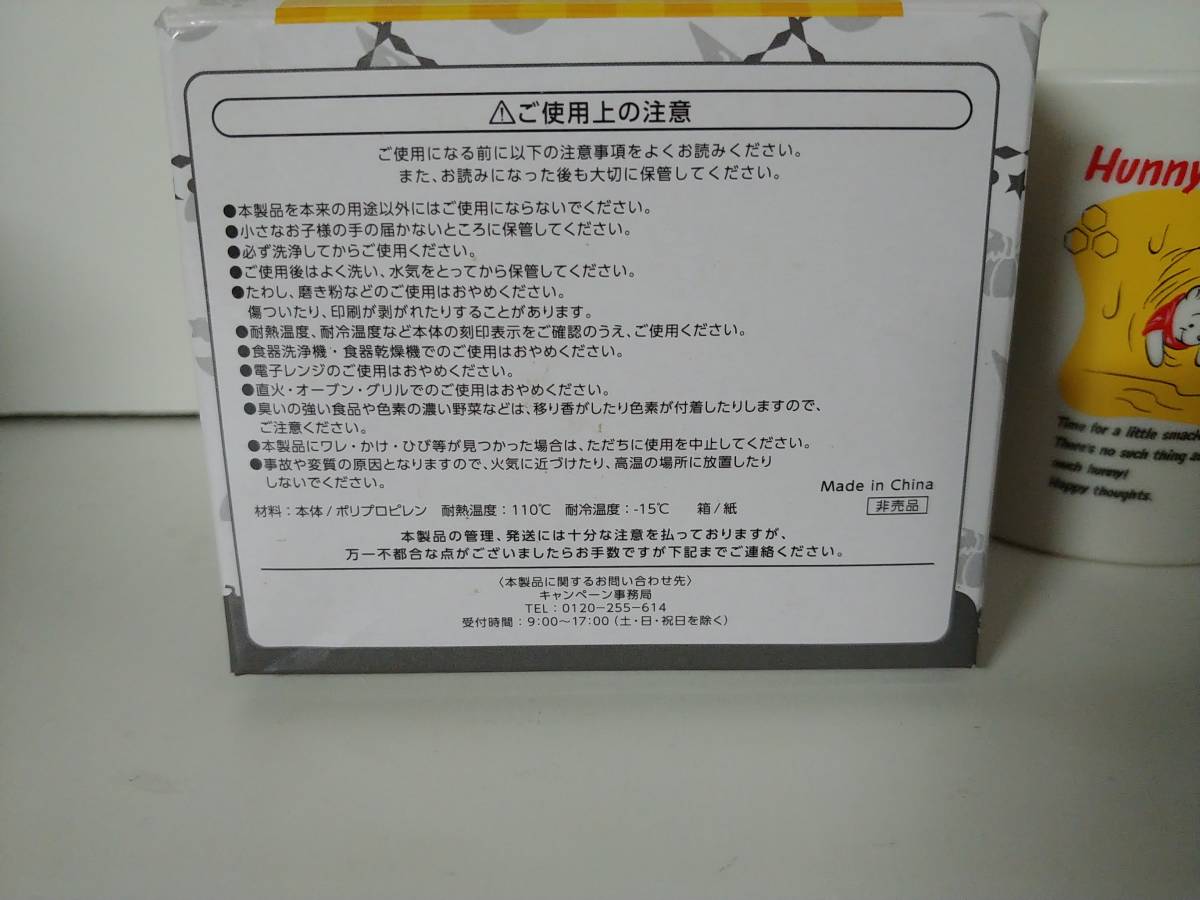 ⚠ご使用上の注意
ご使用になる前に以下の注意事項をよくお読みください。
また、お読みになった後も大切に保管してください。
●本製品を本来の用途以外にはご使用にならないでください。
●小さなお子様の手の届かないところに保管してください。
●必ず洗浄してからご使用ください。
●ご使用後はよく洗い、水気をとってから保管してください。
●たわし、磨き粉などのご使用はおやめください。
傷ついたり、印刷が剥がれたりすることがあります。
●耐熱温度、耐冷温度など本体の刻印表示をご確認のうえ、ご使用ください。
●食器洗浄機・食器乾燥機でのご使用はおやめください。
●電子レンジのご使用はおやめください。
●直火・オーブン・グリルでのご使用はおやめください。
●臭いの強い食品や色素の濃い野菜などは、移り香がしたり色素が付着したりしますので、
ご注意ください。
●本製品にワレ・かけ・ひび等が見つかった場合は、ただちに使用を中止してください。
●事故や変質の原因となりますので、火気に近づけたり、高温の場所に放置したり
しないでください。
Made in China
材料：本体/ポリプロピレン 耐熱温度：110℃ 耐冷温度：-15℃ 箱/紙
非売品
本製品の管理、発送には十分な注意を払っておりますが、
万一不都合な点がございましたらお手数ですが下記までご連絡ください。
〈本製品に関するお問い合わせ先〉
キャンペーン事務局
TEL：0120−255−614
受付時間：9:00〜17:00（土・日・祝日を除く）
Hunny
Time for a little smack
There's no such thing as
much hunny!
Happy thoughts.